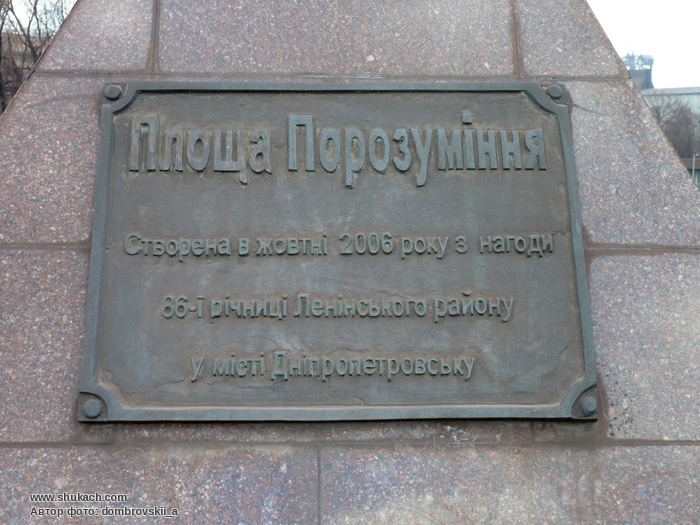 Площа Порозуміння
Створена в жовтні 2006 року з нагоди
86-ї річниці Ленінського району
у місті Дніпропетровську
www.shukach.com
Автор фото: dombrovskii_a